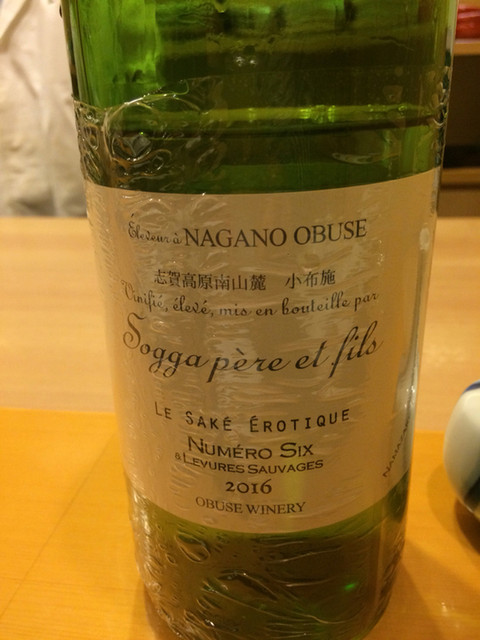 Éleveur à NAGANO OBUSE
志賀高原南山麓 小布施
Vinifié, élevé, mis en bouteille par
Sogga père et fils
LE SAKÉ ÉROTIQUE
NUMÉRO SIX
à LEVURES SAUVAGES
2016
OBUSE WINERY